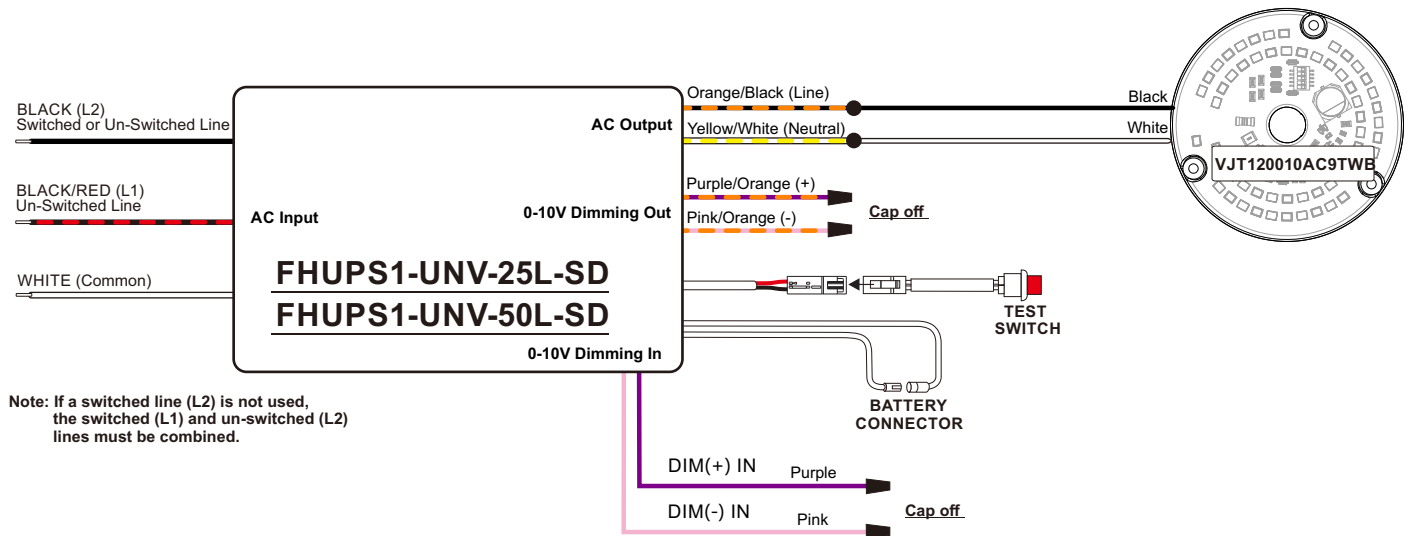 BLACK (L2)
Switched or Un-Switched Line
BLACK/RED (L1)
Un-Switched Line
WHITE (Common)
AC Input
AC Output
0-10V Dimming Out
FHUPS1-UNV-25L-SD
FHUPS1-UNV-50L-SD
0-10V Dimming In
Orange/Black (Line)
Yellow/White (Neutral)
Purple/Orange (+)
Pink/Orange (-)
Cap off
Black
White
VJT120010AC9TWB
TEST
SWITCH
BATTERY
CONNECTOR
Note: If a switched line (L2) is not used,
the switched (L1) and un-switched (L2)
lines must be combined.
DIM(+) IN
Purple
DIM(-) IN
Pink
Cap off